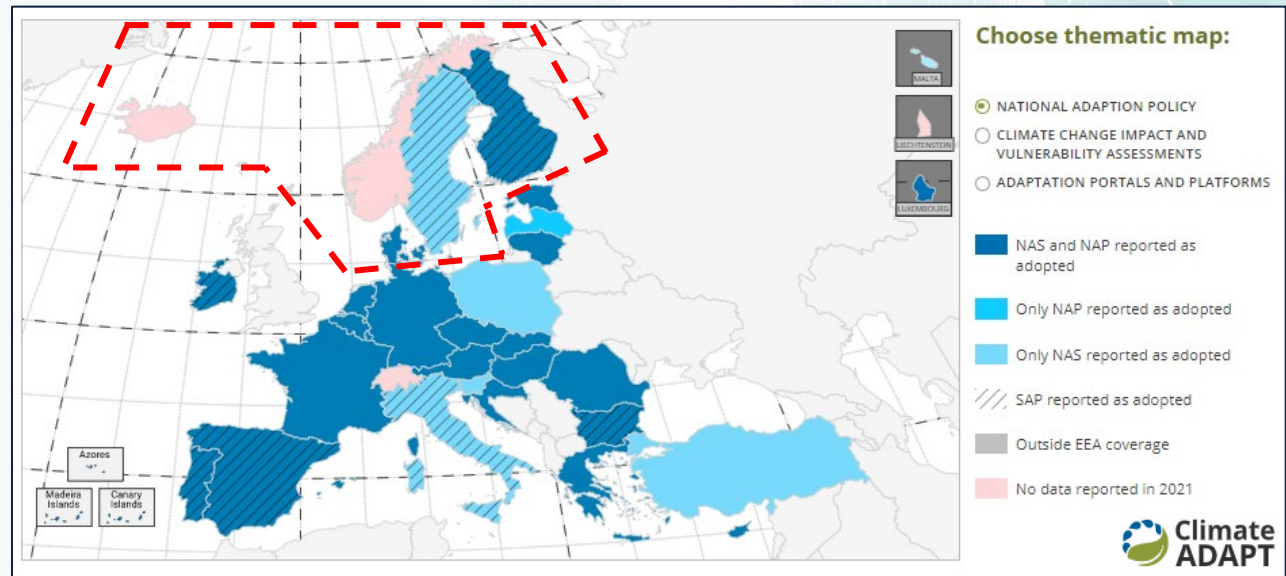 Choose thematic map:
MALTA
NATIONAL ADAPTION POLICY
LIECHTENSTEIN
CLIMATE CHANGE IMPACT AND
VULNERABILITY ASSESSMENTS
ADAPTATION PORTALS AND PLATFORMS
LUXEMBOURG
NAS and NAP reported as
adopted
Only NAP reported as adopted
Only NAS reported as adopted
SAP reported as adopted
Outside EEA coverage
No data reported in 2021
Azores
Madeira
Islands
Canary
Islands
Climate
ADAPT